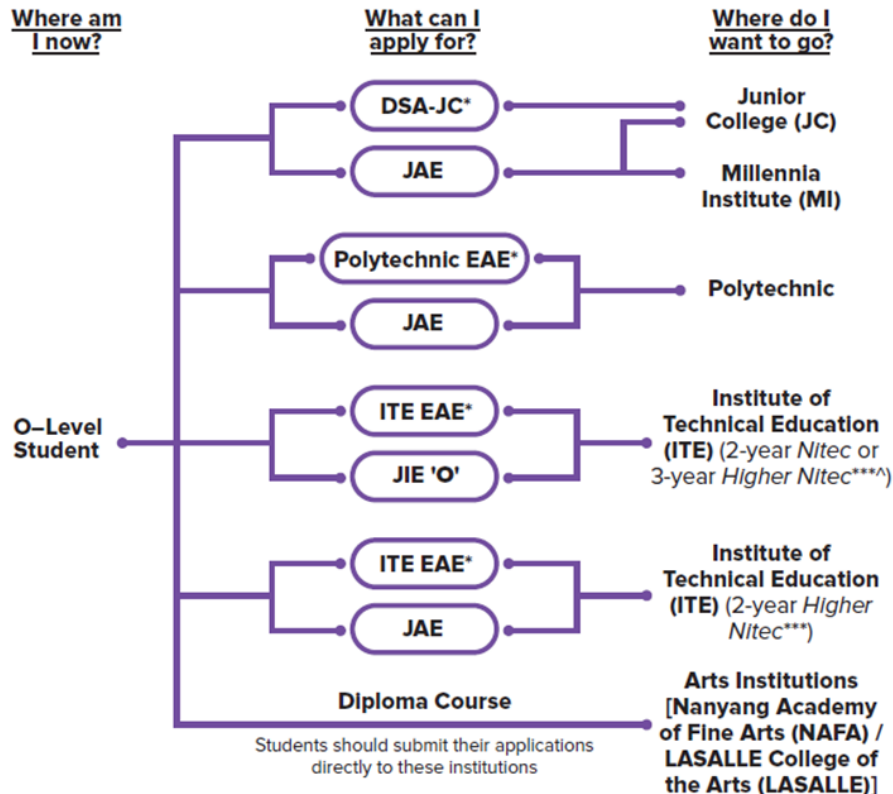 Where am
I now?
What can I
apply for?
Where do I
want to go?
DSA-JC*
JAE
Junior
College (JC)
Millennia
Institute (MI)
Polytechnic EAE*
JAE
Polytechnic
O–Level
Student
ITE EAE*
JIE 'O'
Institute of
Technical Education
(ITE) (2-year Nitec or
3-year Higher Nitec***^)
ITE EAE*
JAE
Institute of
Technical Education
(ITE) (2-year Higher
Nitec***)
Diploma Course
Students should submit their applications
directly to these institutions
Arts Institutions
[Nanyang Academy
of Fine Arts (NAFA) /
LASALLE College of
the Arts (LASALLE)]